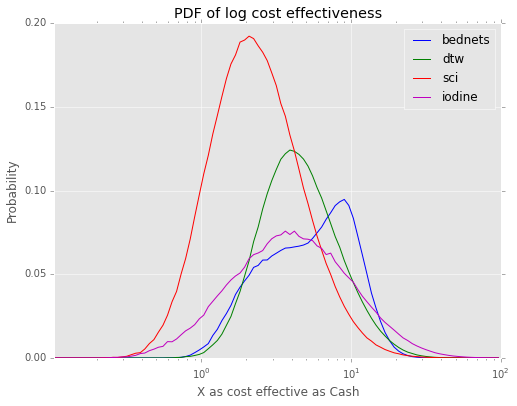 PDF of log cost effectiveness
0.20
0.15
0.10
0.05
0.00
Probability
bednets
dtw
sci
iodine
10^0
10^1
10^2
X as cost effective as Cash